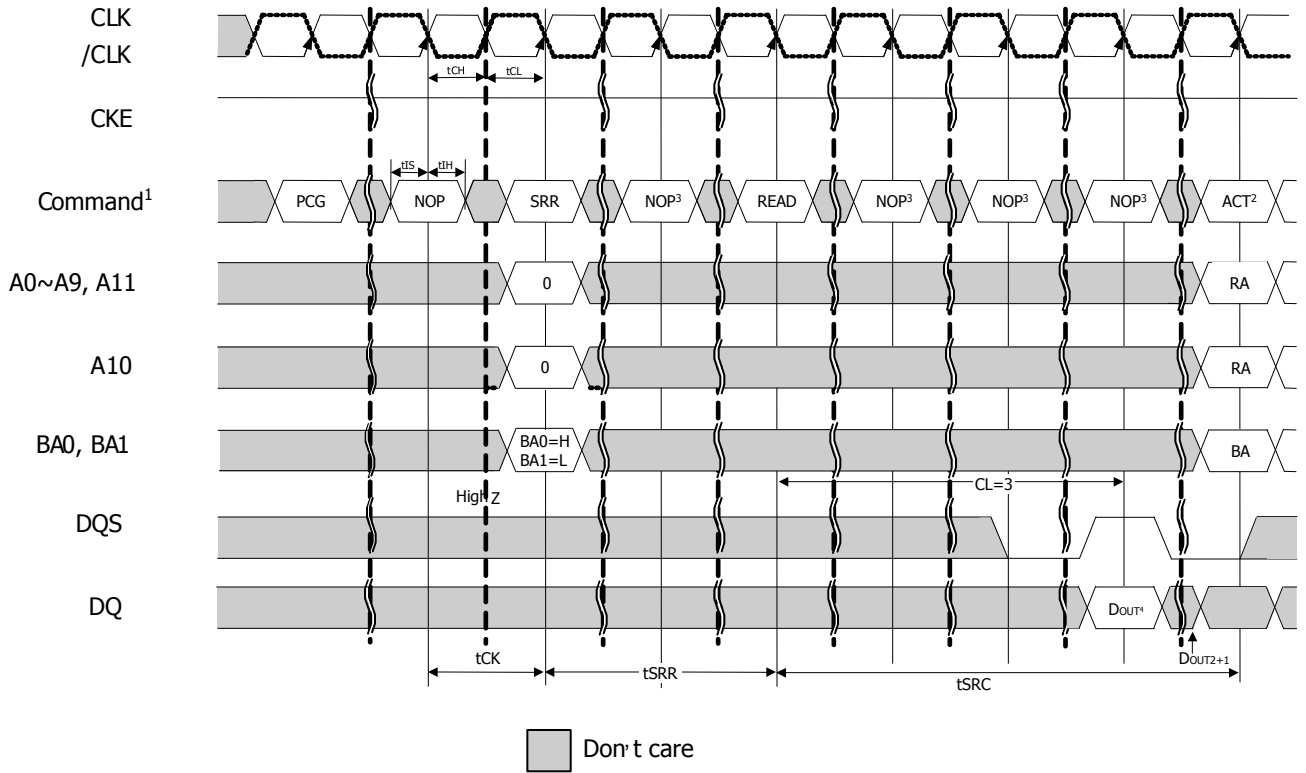 CLK
/CLK
tCH tCL
CKE
tIS tIH
Command1 PCG NOP SRR NOP3 READ NOP3 NOP3 NOP3 ACT2
A0~A9, A11 0 RA
A10 0 RA
BA0, BA1 BA0=H BA1=L BA
CL=3
High Z
DQS
DQ DOUT4
DOUT2+1
tCK tSRR tSRC
Don't care